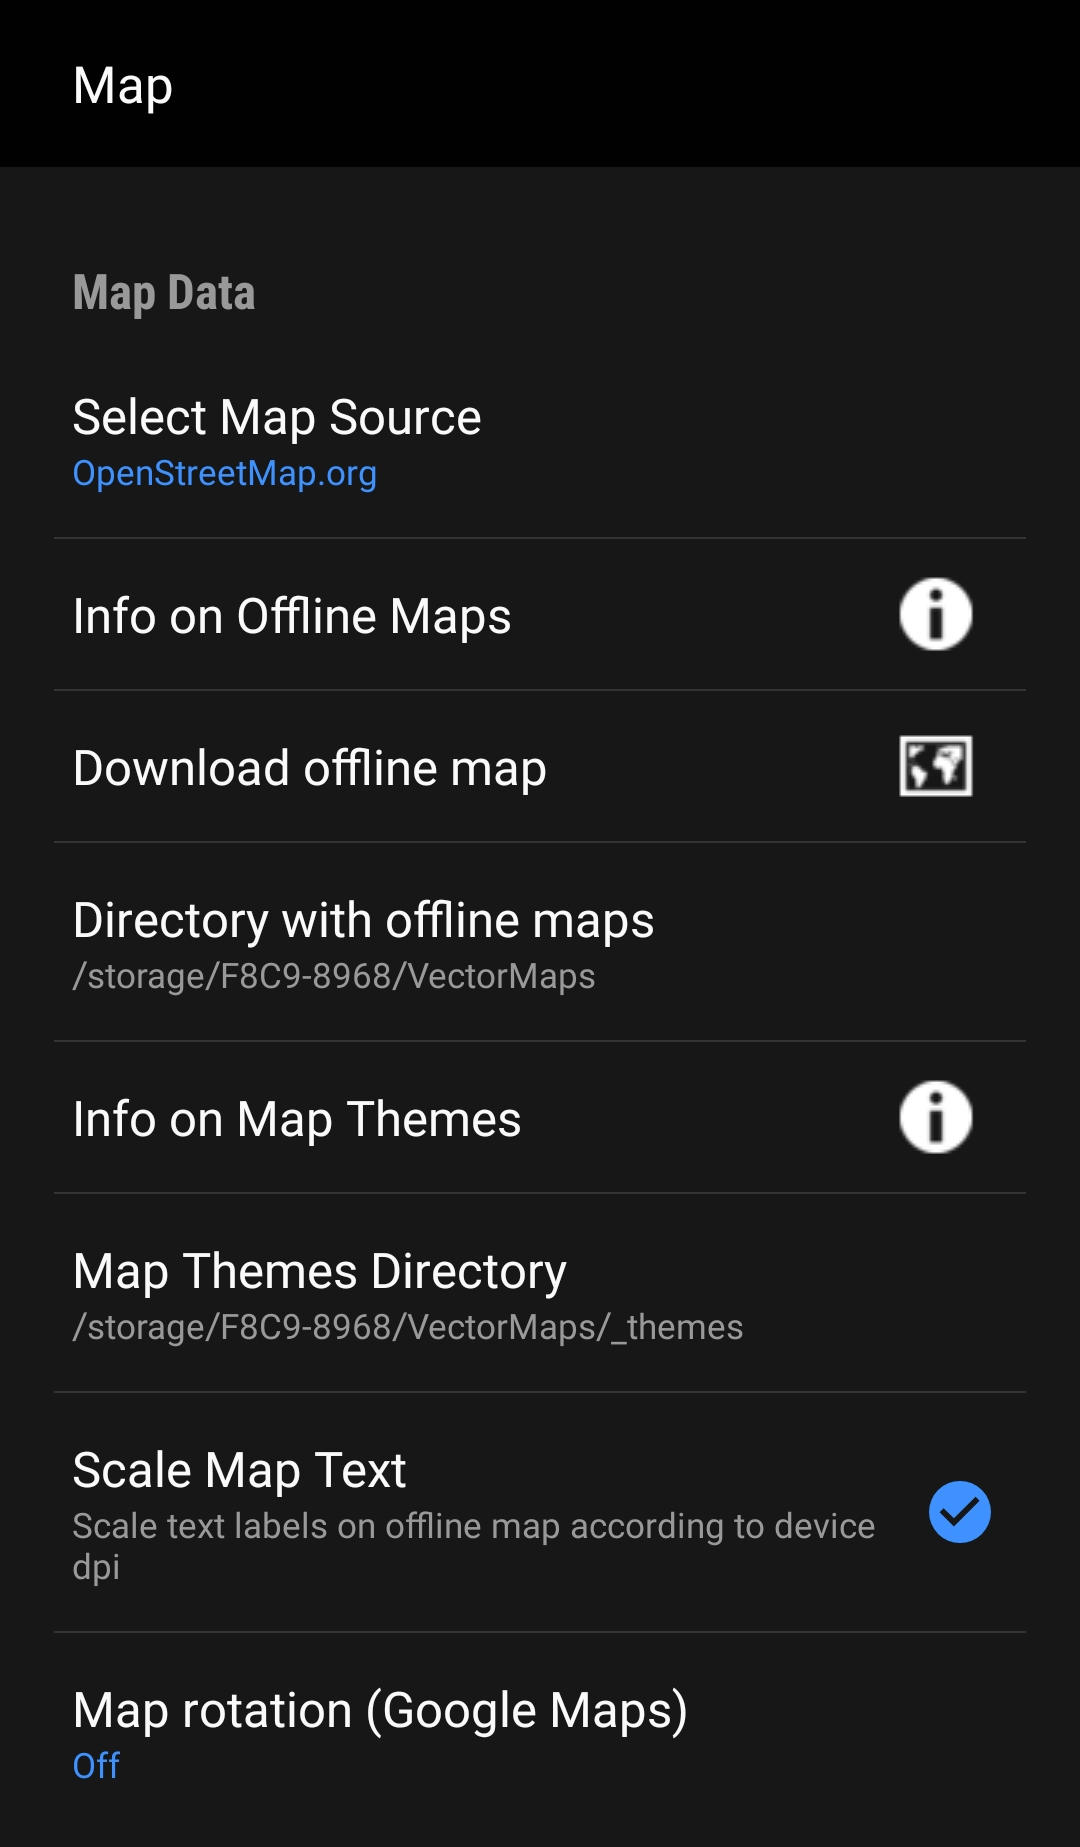 Map
Map Data
Select Map Source
OpenStreetMap.org
Info on Offline Maps
Download offline map
Directory with offline maps
/storage/F8C9-8968/VectorMaps
Info on Map Themes
Map Themes Directory
/storage/F8C9-8968/VectorMaps/_themes
Scale Map Text
Scale text labels on offline map according to device
dpi
Map rotation (Google Maps)
Off